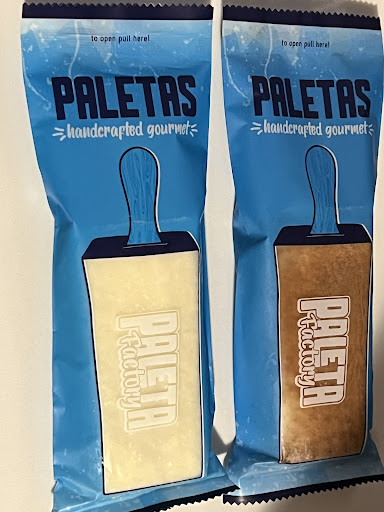 to open pull here!
PALETAS
handcrafted gourmet
PALETA
Factory
to open pull here!
PALETAS
handcrafted gourmet
PALETA
Factory